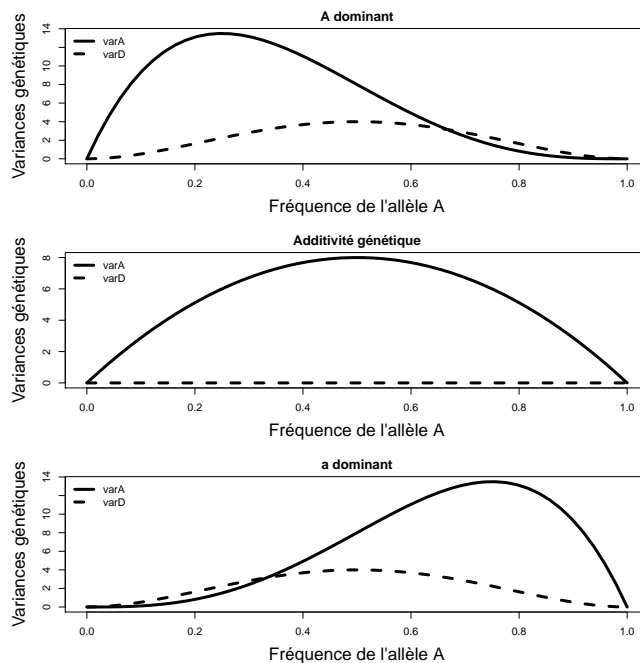 A dominant
Variances génétiques
14
12
10
8
6
4
2
0
varA
varD
0.0 0.2 0.4 0.6 0.8 1.0
Fréquence de l'allèle A
Additivité génétique
Variances génétiques
8
6
4
2
0
varA
varD
0.0 0.2 0.4 0.6 0.8 1.0
Fréquence de l'allèle A
a dominant
Variances génétiques
14
10
8
6
4
2
0
varA
varD
0.0 0.2 0.4 0.6 0.8 1.0
Fréquence de l'allèle A